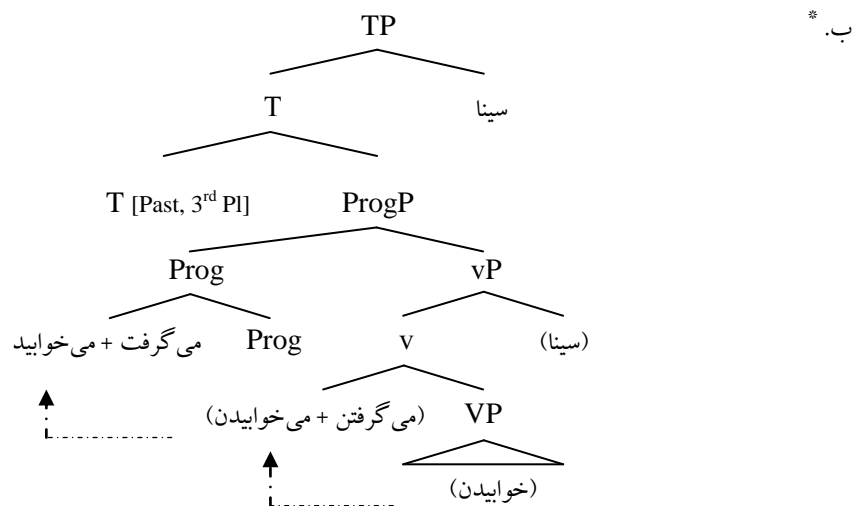 ب. *
TP
T سینا
T [Past, 3rd Pl] ProgP
Prog vP
می‌گرفت + می‌خوابید Prog v (سینا)
(می‌گرفتن + می‌خوابیدن) VP
(خوابیدن)